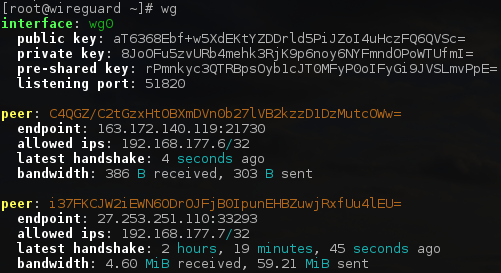 [root@wireguard ~]# wg
interface: wg0
public key: aT6368Ebf+w5XdEKtYZDDrld5PiJZoI4uHczFQ6QVSc=
private key: 8JoOFu5zvURb4mehk3RjK9p6noy6NYFmndOPoWTUfmI=
pre-shared key: rPmnkyc3QTRBpsOyb1cJT0MFyP0oIFyGi9JVSLmvPpE=
listening port: 51820
peer: C4QGZ/C2tGzxHtOBXmDVn0b27lVB2kzzD1DzMutcOWw=
endpoint: 163.172.140.119:21730
allowed ips: 192.168.177.6/32
latest handshake: 4 seconds ago
bandwidth: 386 B received, 303 B sent
peer: i37FKCJW2iEWN60DrOJFjB0IpunEHBZuwjRxfUu4lEU=
endpoint: 27.253.251.110:33293
allowed ips: 192.168.177.7/32
latest handshake: 2 hours, 19 minutes, 45 seconds ago
bandwidth: 4.60 MiB received, 59.21 MiB sent